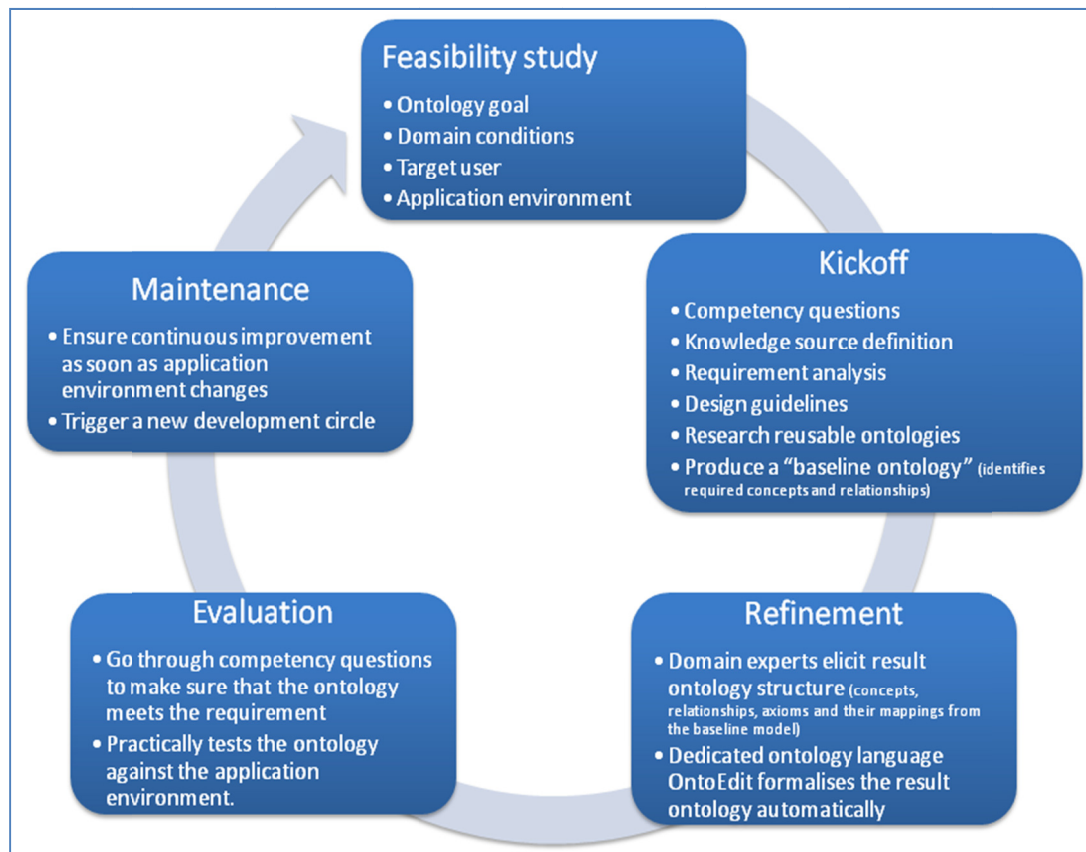 Feasibility study
• Ontology goal
• Domain conditions
• Target user
• Application environment
Kickoff
• Competency questions
• Knowledge source definition
• Requirement analysis
• Design guidelines
• Research reusable ontologies
• Produce a “baseline ontology” (identifies
required concepts and relationships)
Refinement
• Domain experts elicit result
ontology structure (concepts,
relationships, axioms and their mappings from
the baseline model)
• Dedicated ontology language
OntoEdit formalises the result
ontology automatically
Evaluation
• Go through competency questions
to make sure that the ontology
meets the requirement
• Practically tests the ontology
against the application
environment.
Maintenance
• Ensure continuous improvement
as soon as application
environment changes
• Trigger a new development circle